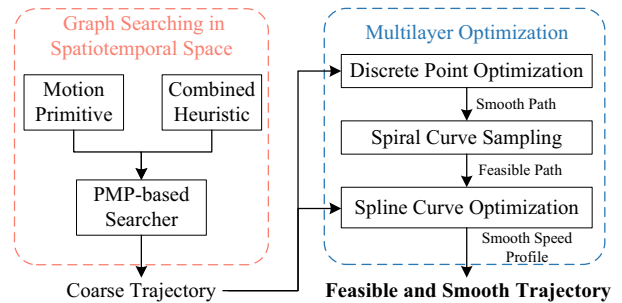 Graph Searching in
Spatiotemporal Space
Motion
Primitive
Combined
Heuristic
PMP-based
Searcher
Coarse Trajectory
Multilayer Optimization
Discrete Point Optimization
Smooth Path
Spiral Curve Sampling
Feasible Path
Spline Curve Optimization
Smooth Speed
Profile
Feasible and Smooth Trajectory